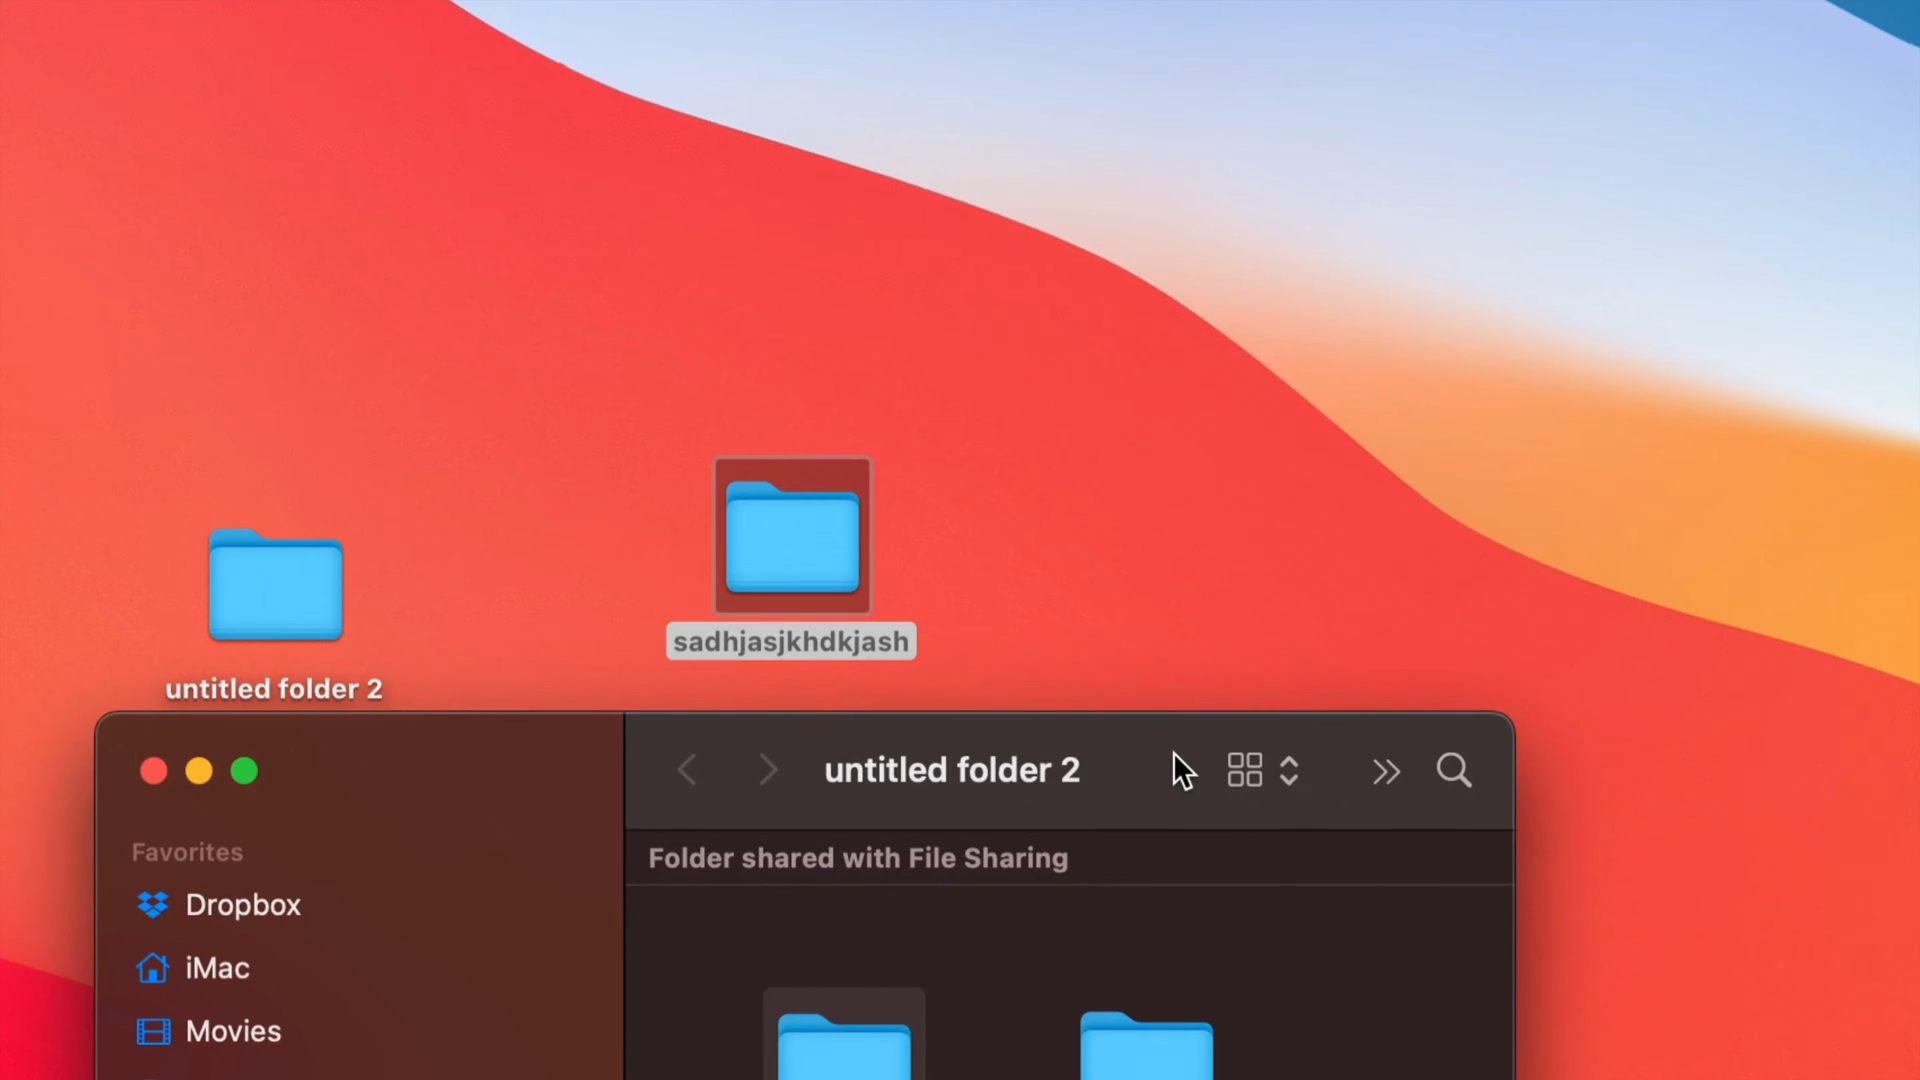 sadhjasjkhdkjash
untitled folder 2
untitled folder 2
Favorites
Folder shared with File Sharing
Dropbox
iMac
Movies